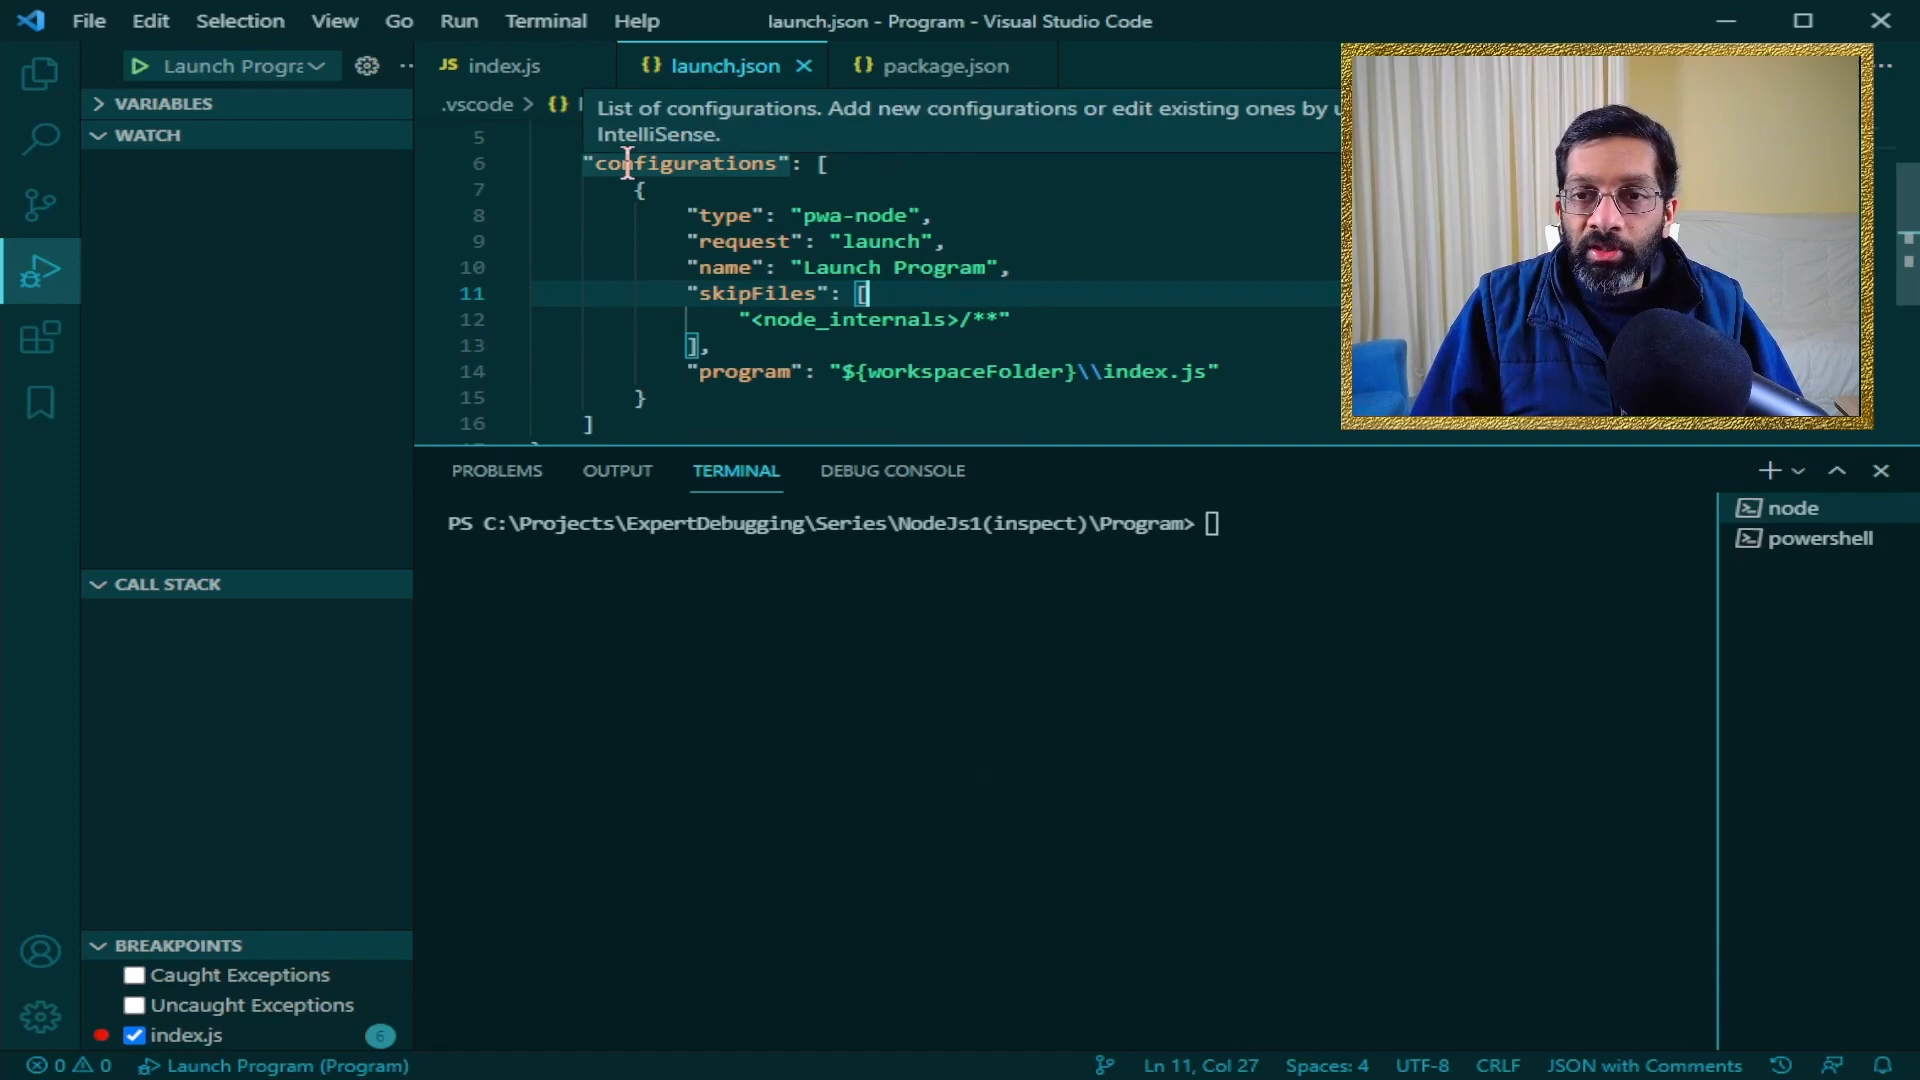 File Edit Selection View Go Run Terminal Help
launch.json - Program - Visual Studio Code
Launch Progra
JS index.js
{} launch.json
{} package.json
VARIABLES
WATCH
CALL STACK
BREAKPOINTS
Caught Exceptions
Uncaught Exceptions
index.js 6
.vscode > {}
List of configurations. Add new configurations or edit existing ones by
IntelliSense.
5
6 "configurations": [
7 {
8 "type": "pwa-node",
9 "request": "launch",
10 "name": "Launch Program",
11 "skipFiles": [
12 "<node_internals>/**"
13 ],
14 "program": "${workspaceFolder}\\index.js"
15 }
16 ]
PROBLEMS OUTPUT TERMINAL DEBUG CONSOLE
PS C:\Projects\ExpertDebugging\Series\NodeJs1(inspect)\Program>
node
powershell
0 0 Launch Program (Program) Ln 11, Col 27 Spaces: 4 UTF-8 CRLF JSON with Comments